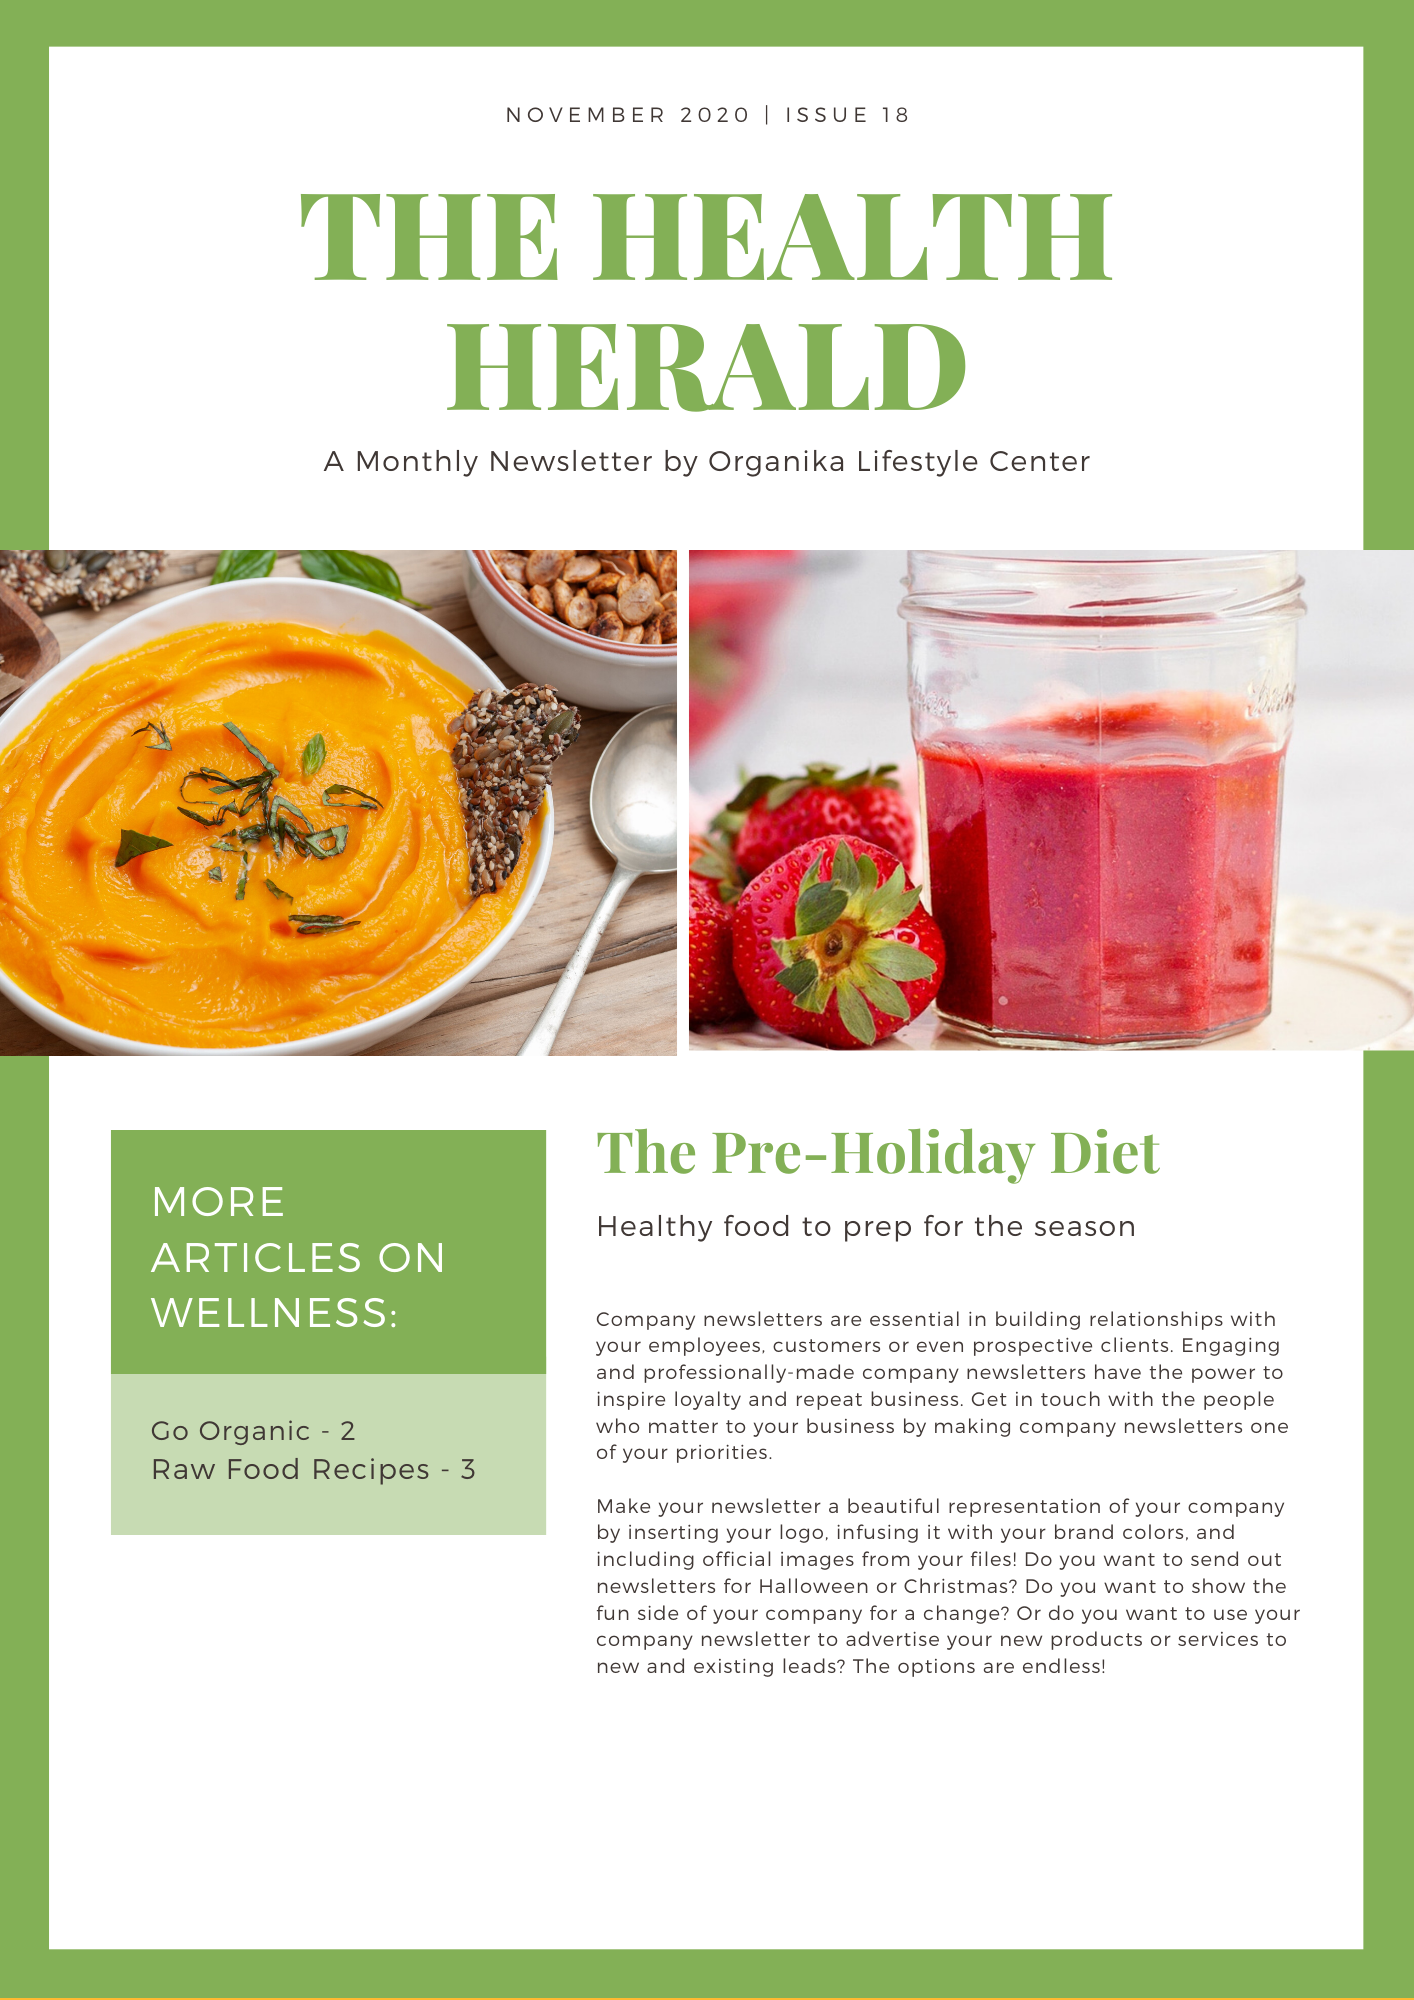 NOVEMBER 2020 | ISSUE 18
THE HEALTH
HERALD
A Monthly Newsletter by Organika Lifestyle Center
MORE
ARTICLES ON
WELLNESS:
Go Organic - 2
Raw Food Recipes - 3
The Pre-Holiday Diet
Healthy food to prep for the season
Company newsletters are essential in building relationships with
your employees, customers or even prospective clients. Engaging
and professionally-made company newsletters have the power to
inspire loyalty and repeat business. Get in touch with the people
who matter to your business by making company newsletters one
of your priorities.
Make your newsletter a beautiful representation of your company
by inserting your logo, infusing it with your brand colors, and
including official images from your files! Do you want to send out
newsletters for Halloween or Christmas? Do you want to show the
fun side of your company for a change? Or do you want to use your
company newsletter to advertise your new products or services to
new and existing leads? The options are endless!